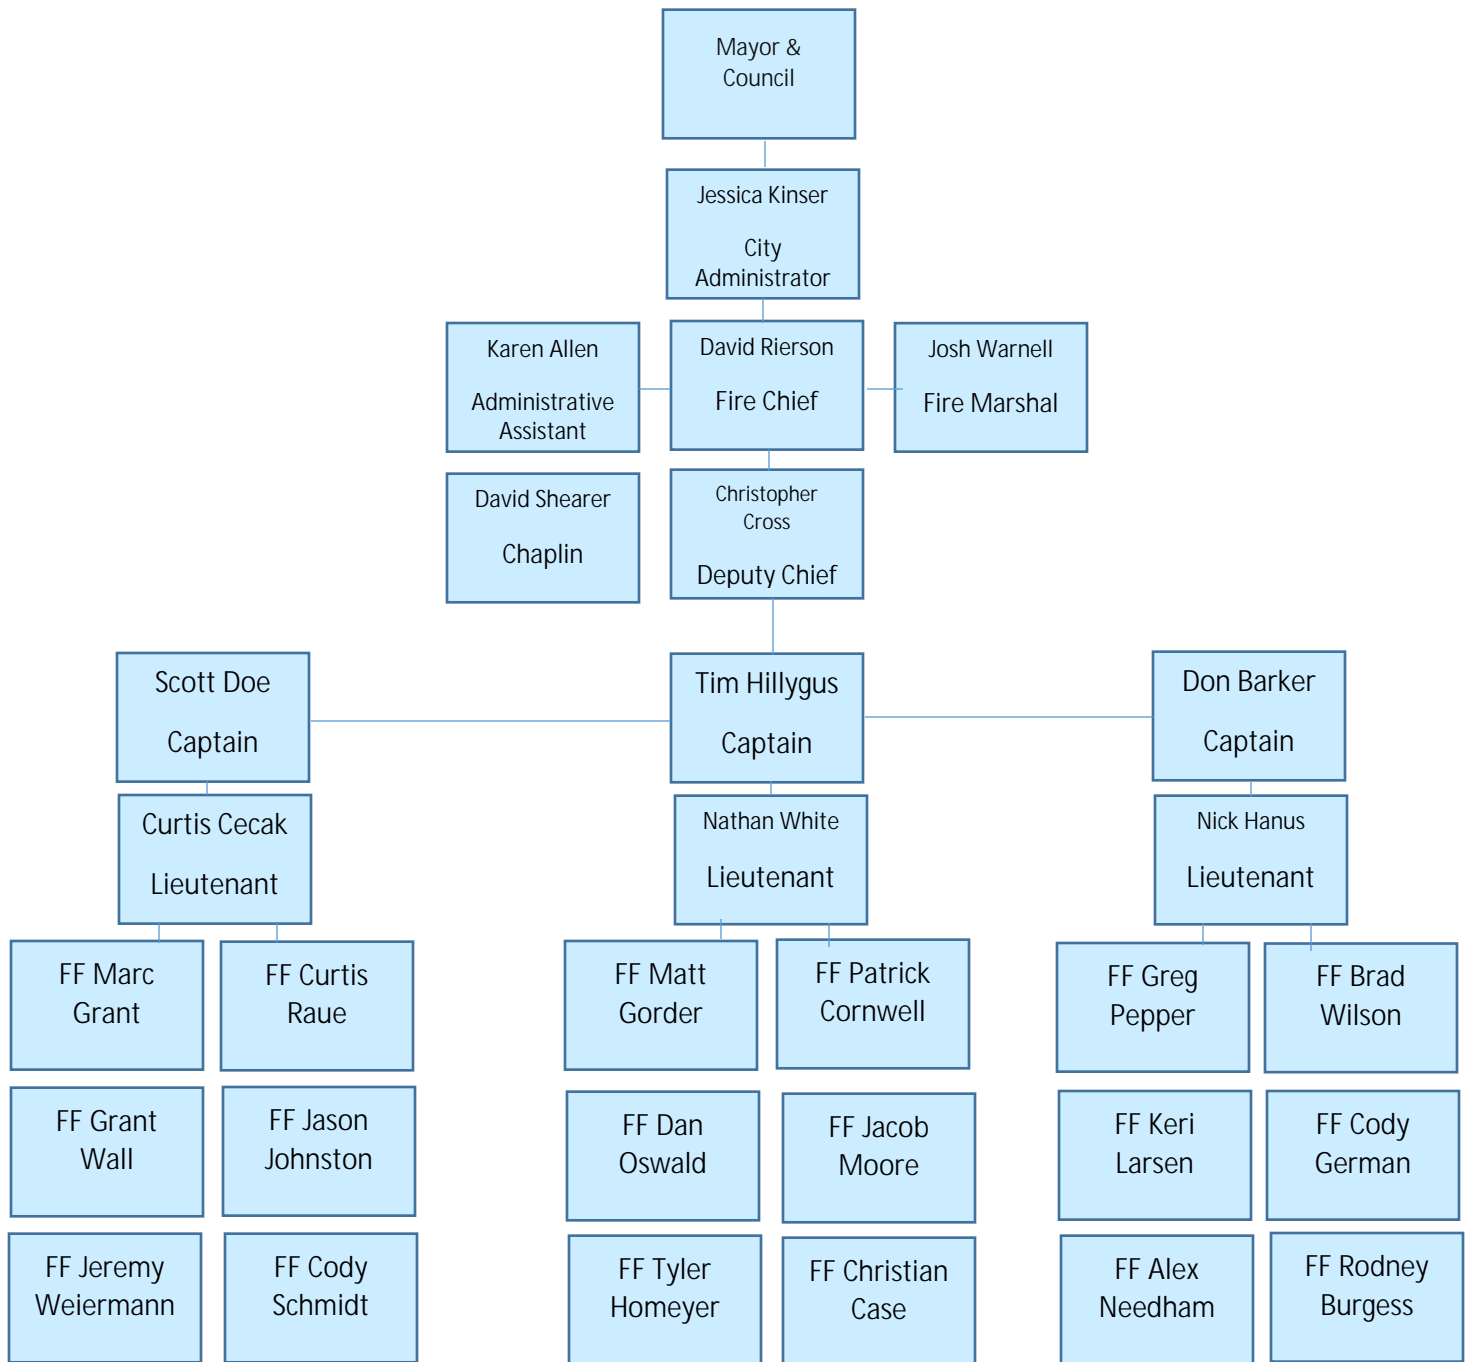 Mayor &
Council
Jessica Kinser
City
Administrator
Karen Allen
Administrative
Assistant
David Rierson
Fire Chief
Josh Warnell
Fire Marshal
David Shearer
Chaplin
Christopher
Cross
Deputy Chief
Scott Doe
Captain
Tim Hillygus
Captain
Don Barker
Captain
Curtis Cecak
Lieutenant
Nathan White
Lieutenant
Nick Hanus
Lieutenant
FF Marc
Grant
FF Curtis
Raue
FF Matt
Gorder
FF Patrick
Cornwell
FF Greg
Pepper
FF Brad
Wilson
FF Grant
Wall
FF Jason
Johnston
FF Dan
Oswald
FF Jacob
Moore
FF Keri
Larsen
FF Cody
German
FF Jeremy
Weiermann
FF Cody
Schmidt
FF Tyler
Homeyer
FF Christian
Case
FF Alex
Needham
FF Rodney
Burgess